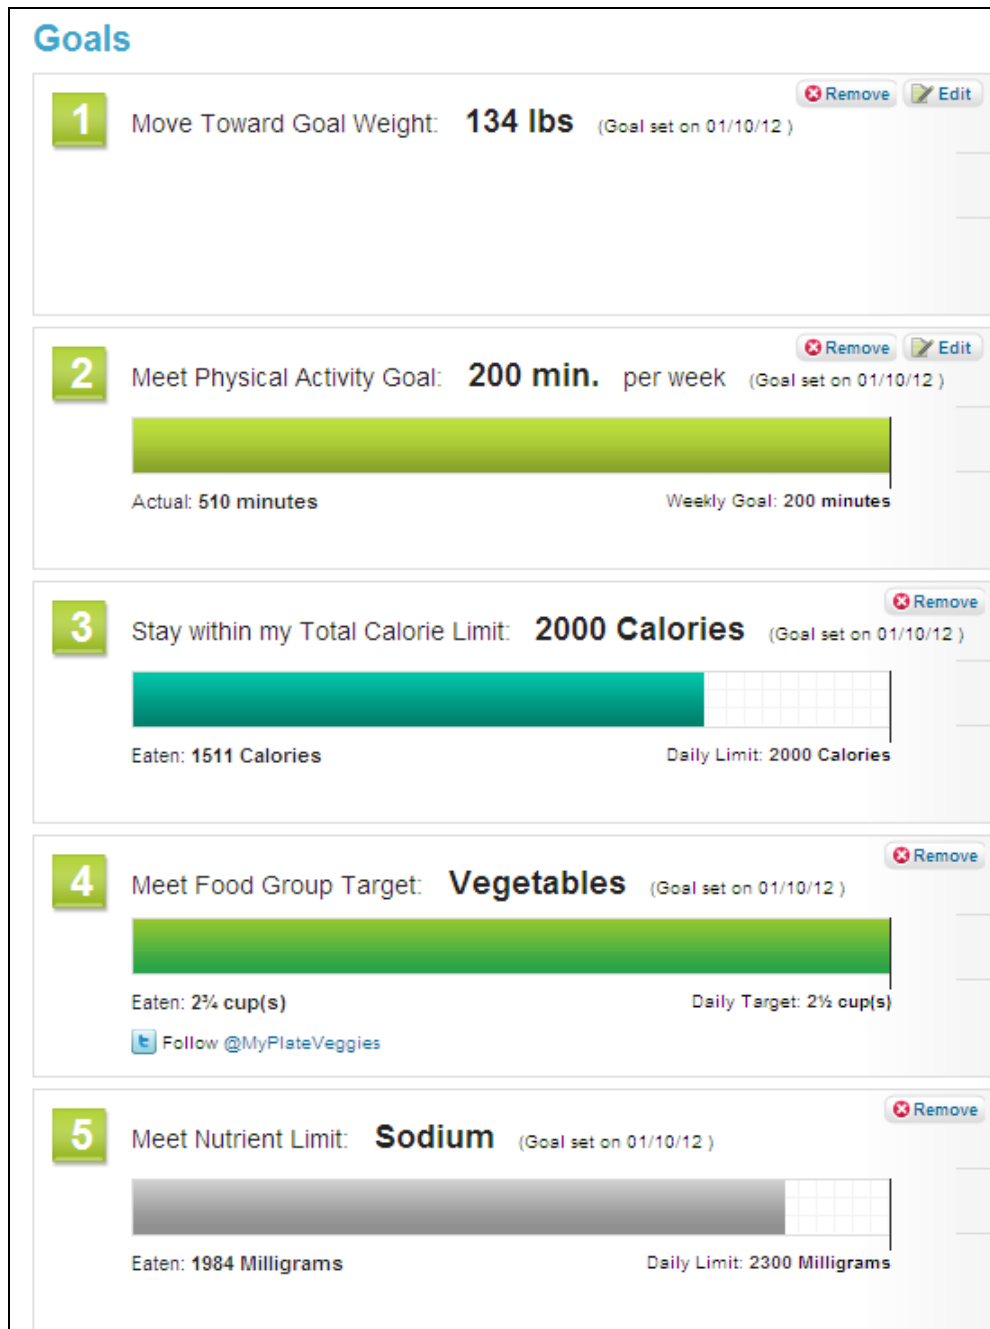 Goals
Remove Edit
1 Move Toward Goal Weight: 134 lbs (Goal set on 01/10/12 )
Remove Edit
2 Meet Physical Activity Goal: 200 min. per week (Goal set on 01/10/12 )
Actual: 510 minutes Weekly Goal: 200 minutes
Remove
3 Stay within my Total Calorie Limit: 2000 Calories (Goal set on 01/10/12 )
Eaten: 1511 Calories Daily Limit: 2000 Calories
Remove
4 Meet Food Group Target: Vegetables (Goal set on 01/10/12 )
Eaten: 2¾ cup(s) Daily Target: 2½ cup(s)
t Follow @MyPlateVeggies
Remove
5 Meet Nutrient Limit: Sodium (Goal set on 01/10/12 )
Eaten: 1984 Milligrams Daily Limit: 2300 Milligrams